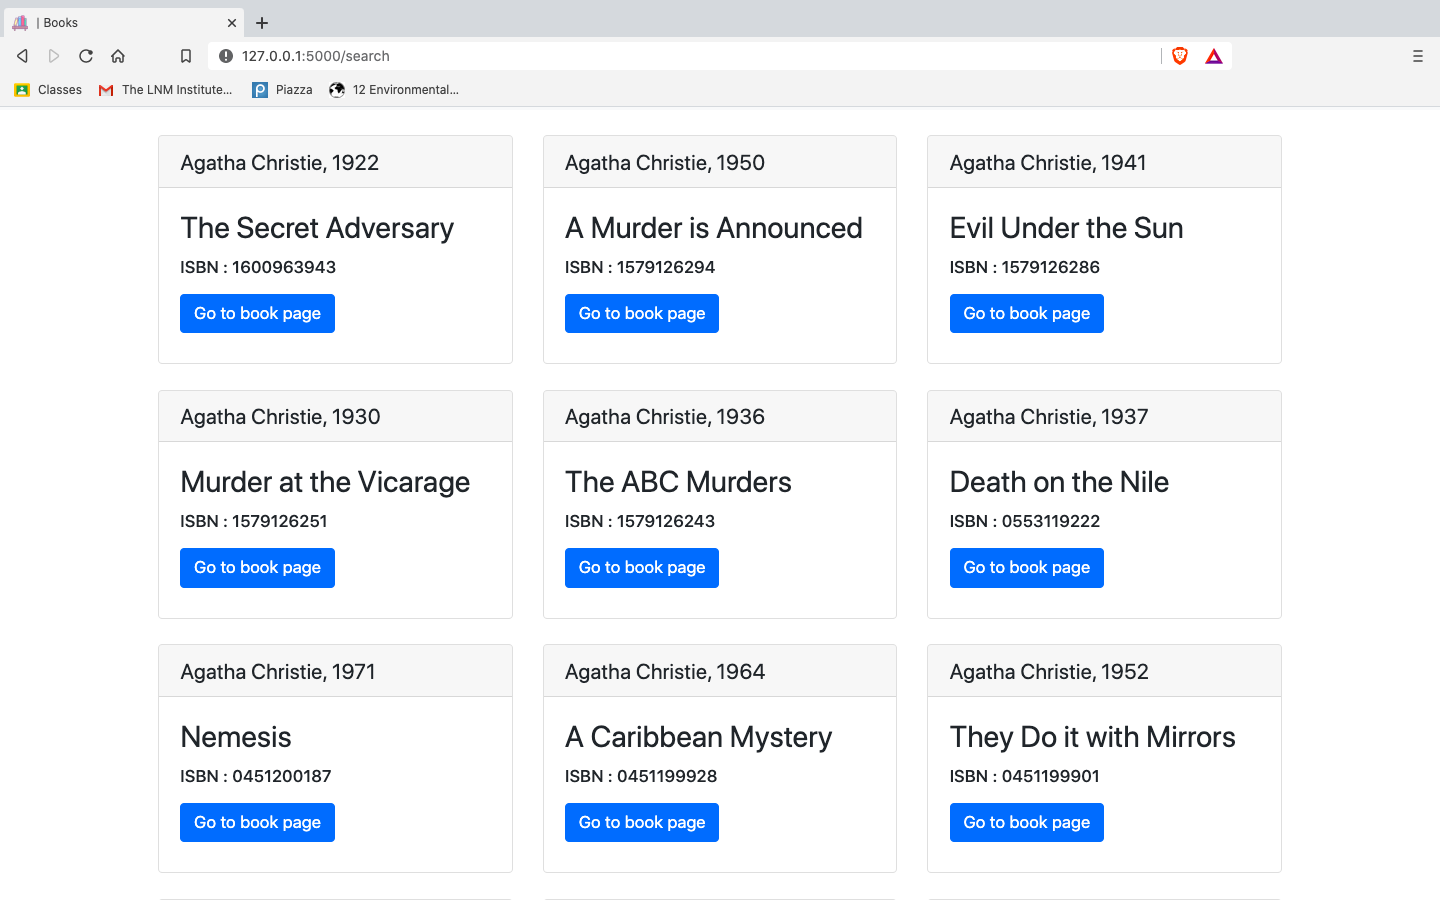 | Books
127.0.0.1:5000/search
Classes
The LNM Institute...
Piazza
12 Environmental...
Agatha Christie, 1922
The Secret Adversary
ISBN : 1600963943
Go to book page
Agatha Christie, 1950
A Murder is Announced
ISBN : 1579126294
Go to book page
Agatha Christie, 1941
Evil Under the Sun
ISBN : 1579126286
Go to book page
Agatha Christie, 1930
Murder at the Vicarage
ISBN : 1579126251
Go to book page
Agatha Christie, 1936
The ABC Murders
ISBN : 1579126243
Go to book page
Agatha Christie, 1937
Death on the Nile
ISBN : 0553119222
Go to book page
Agatha Christie, 1971
Nemesis
ISBN : 0451200187
Go to book page
Agatha Christie, 1964
A Caribbean Mystery
ISBN : 0451199928
Go to book page
Agatha Christie, 1952
They Do it with Mirrors
ISBN : 0451199901
Go to book page